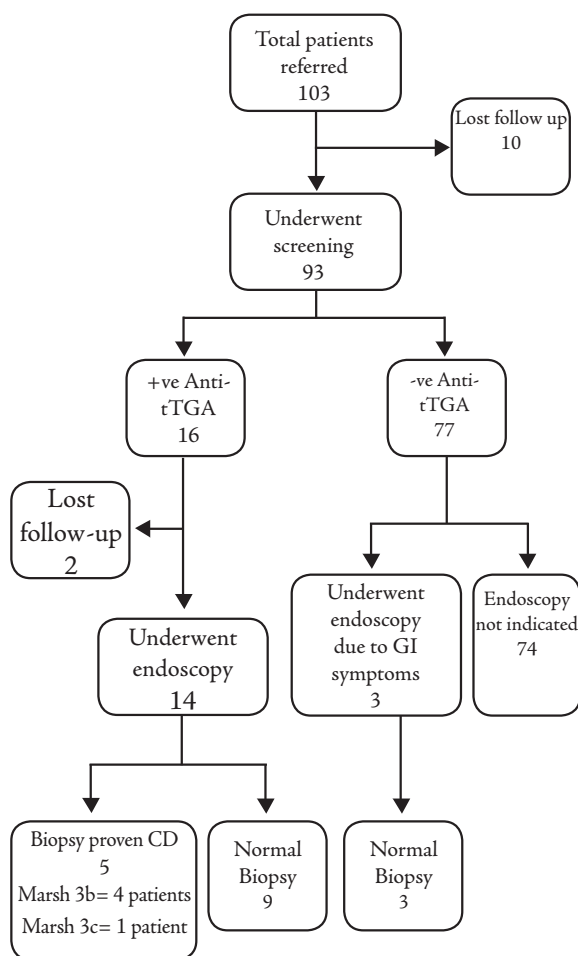 Total patients
referred
103
Lost follow up
10
Underwent
screening
93
+ve Anti-
tTGA
16
-ve Anti-
tTGA
77
Lost
follow-up
2
Underwent
endoscopy
due to GI
symptoms
3
Endoscopy
not indicated
74
Underwent
endoscopy
14
Biopsy proven CD
5
Marsh 3b= 4 patients
Marsh 3c= 1 patient
Normal
Biopsy
9
Normal
Biopsy
3